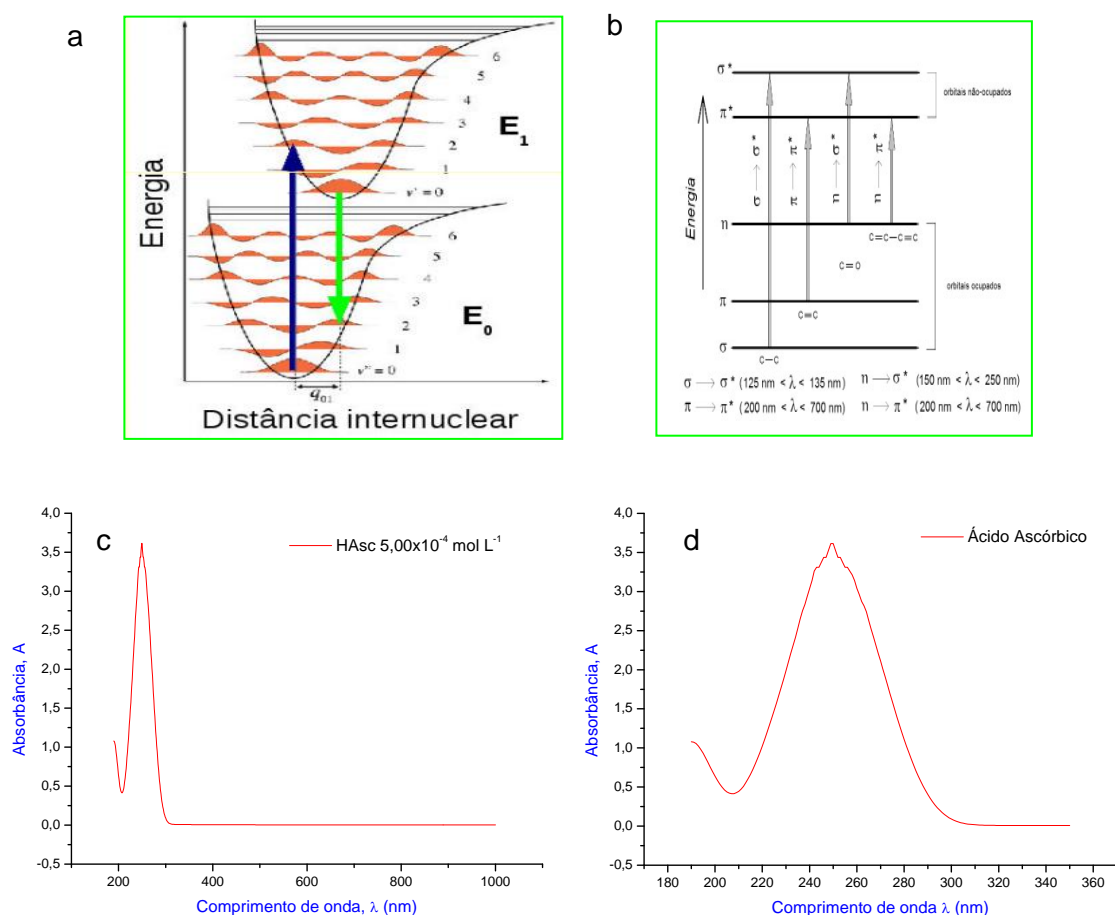 a
Energia
6
5
4
3
2
1
v' = 0
E1
6
5
4
3
2
1
v'' = 0
E0
q01
Distância internuclear
b
Energia
σ*
π*
η
π
σ
σ → σ*
π → π*
η → σ*
η → π*
orbitais não-ocupados
orbitais ocupados
C=C–C=C
C=O
C=C
C–C
σ → σ* (125 nm < λ < 135 nm) η → σ* (150 nm < λ < 250 nm)
π → π* (200 nm < λ < 700 nm) η → π* (200 nm < λ < 700 nm)
c
HAsc 5,00x10⁻⁴ mol L⁻¹
Absorbância, A
4,0
3,5
3,0
2,5
2,0
1,5
1,0
0,5
0,0
-0,5
200 400 600 800 1000
Comprimento de onda, λ (nm)
d
Ácido Ascórbico
Absorbância, A
4,0
3,5
3,0
2,5
2,0
1,5
1,0
0,5
0,0
-0,5
180 200 220 240 260 280 300 320 340 360
Comprimento de onda λ (nm)